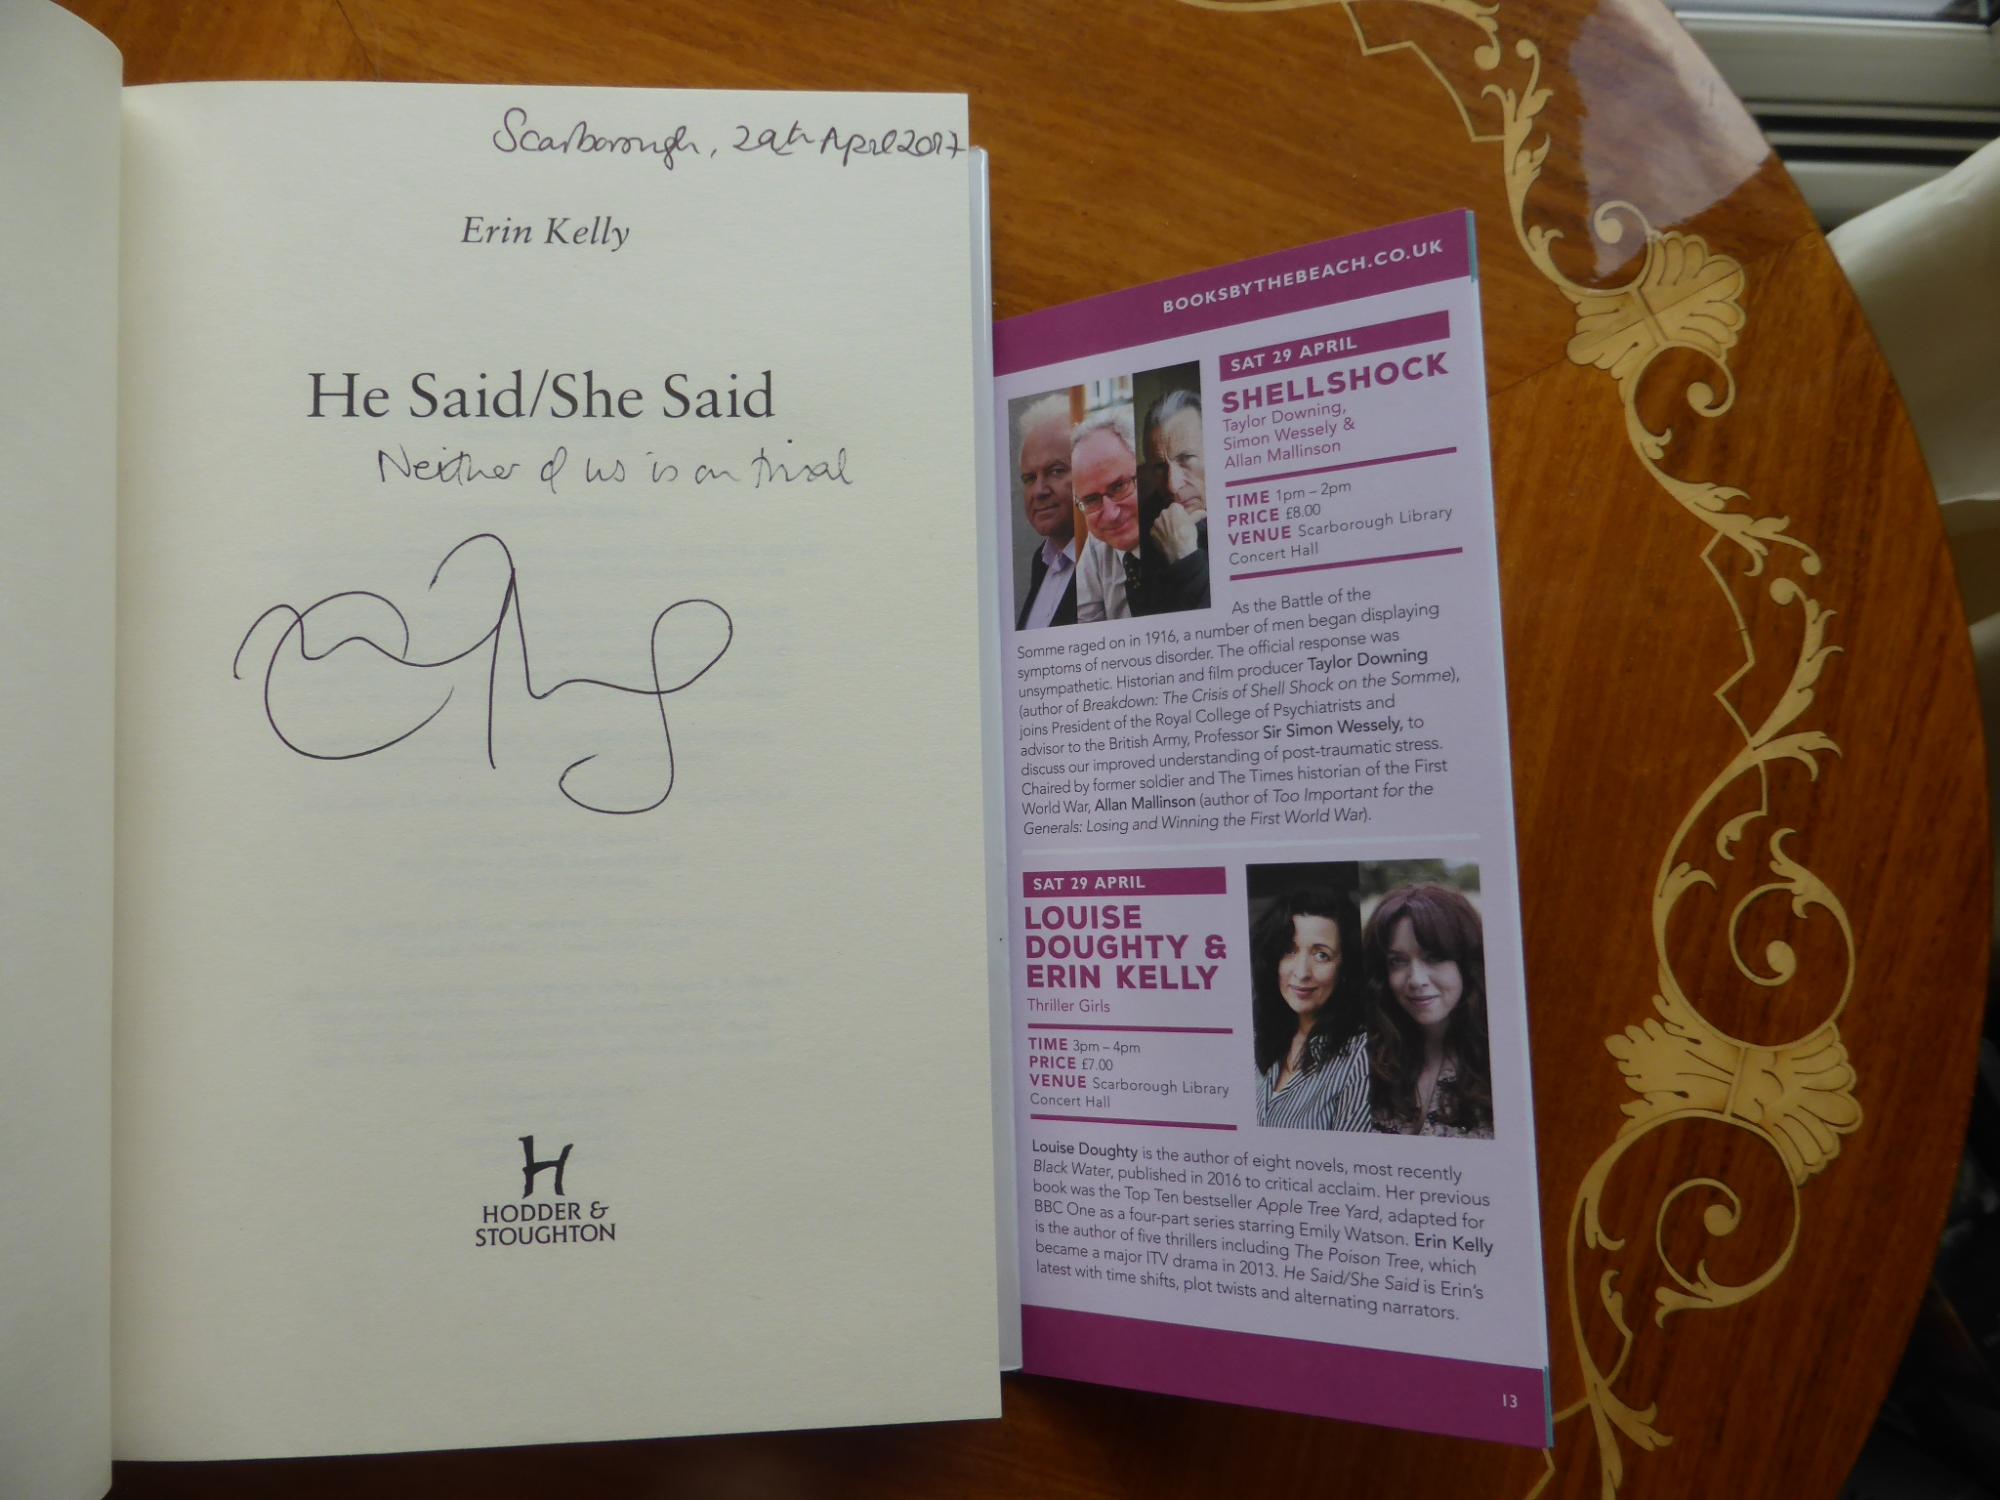 Scarborough, 29th April 2017
Erin Kelly
He Said/She Said
Neither of us is on trial
H
HODDER &
STOUGHTON
BOOKSBYTHEBEACH.CO.UK
SAT 29 APRIL
SHELLSHOCK
Taylor Downing,
Simon Wessely &
Allan Mallinson
TIME 1pm – 2pm
PRICE £8.00
VENUE Scarborough Library
Concert Hall
As the Battle of the
Somme raged on in 1916, a number of men began displaying
symptoms of nervous disorder. The official response was
unsympathetic. Historian and film producer Taylor Downing
(author of Breakdown: The Crisis of Shell Shock on the Somme),
joins President of the Royal College of Psychiatrists and
advisor to the British Army, Professor Sir Simon Wessely, to
discuss our improved understanding of post-traumatic stress.
Chaired by former soldier and The Times historian of the First
World War, Allan Mallinson (author of Too Important for the
Generals: Losing and Winning the First World War).
SAT 29 APRIL
LOUISE
DOUGHTY &
ERIN KELLY
Thriller Girls
TIME 3pm – 4pm
PRICE £7.00
VENUE Scarborough Library
Concert Hall
Louise Doughty is the author of eight novels, most recently
Black Water, published in 2016 to critical acclaim. Her previous
book was the Top Ten bestseller Apple Tree Yard, adapted for
BBC One as a four-part series starring Emily Watson. Erin Kelly
is the author of five thrillers including The Poison Tree, which
became a major ITV drama in 2013. He Said/She Said is Erin's
latest with time shifts, plot twists and alternating narrators.
13